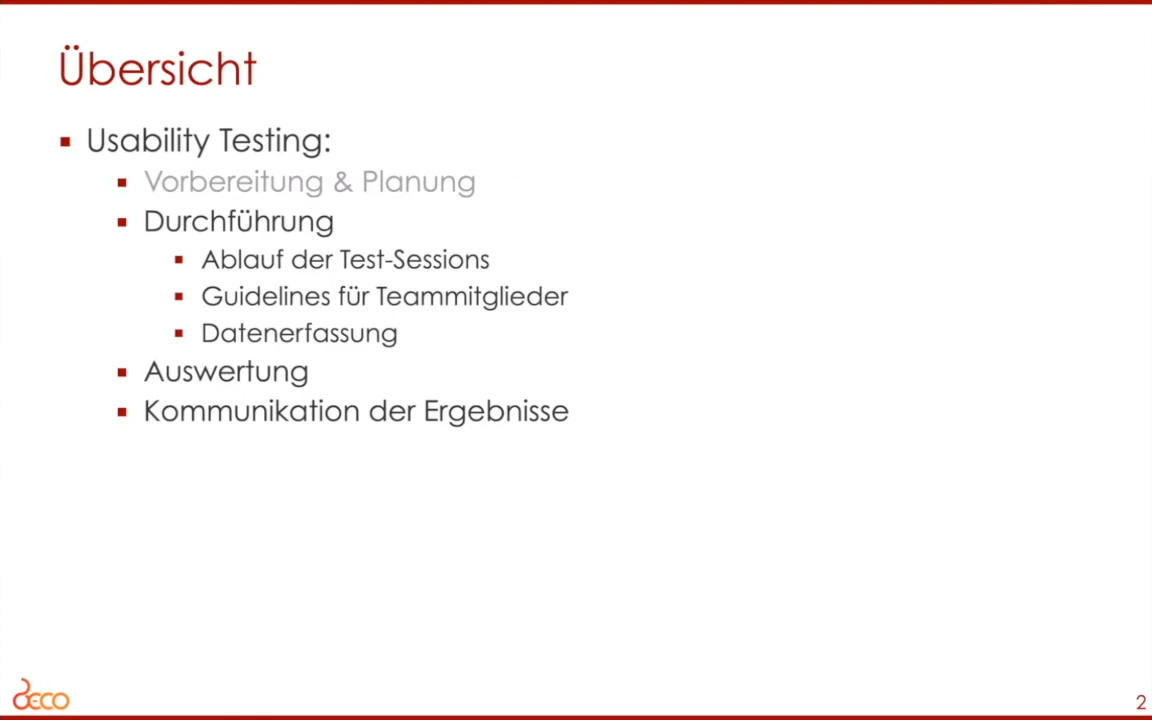 Übersicht
Usability Testing:
Vorbereitung & Planung
Durchführung
Ablauf der Test-Sessions
Guidelines für Teammitglieder
Datenerfassung
Auswertung
Kommunikation der Ergebnisse
2